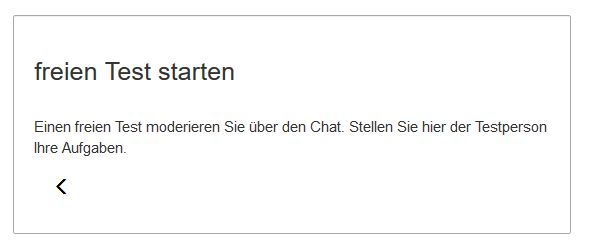 freien Test starten
Einen freien Test moderieren Sie über den Chat. Stellen Sie hier der Testperson
Ihre Aufgaben.